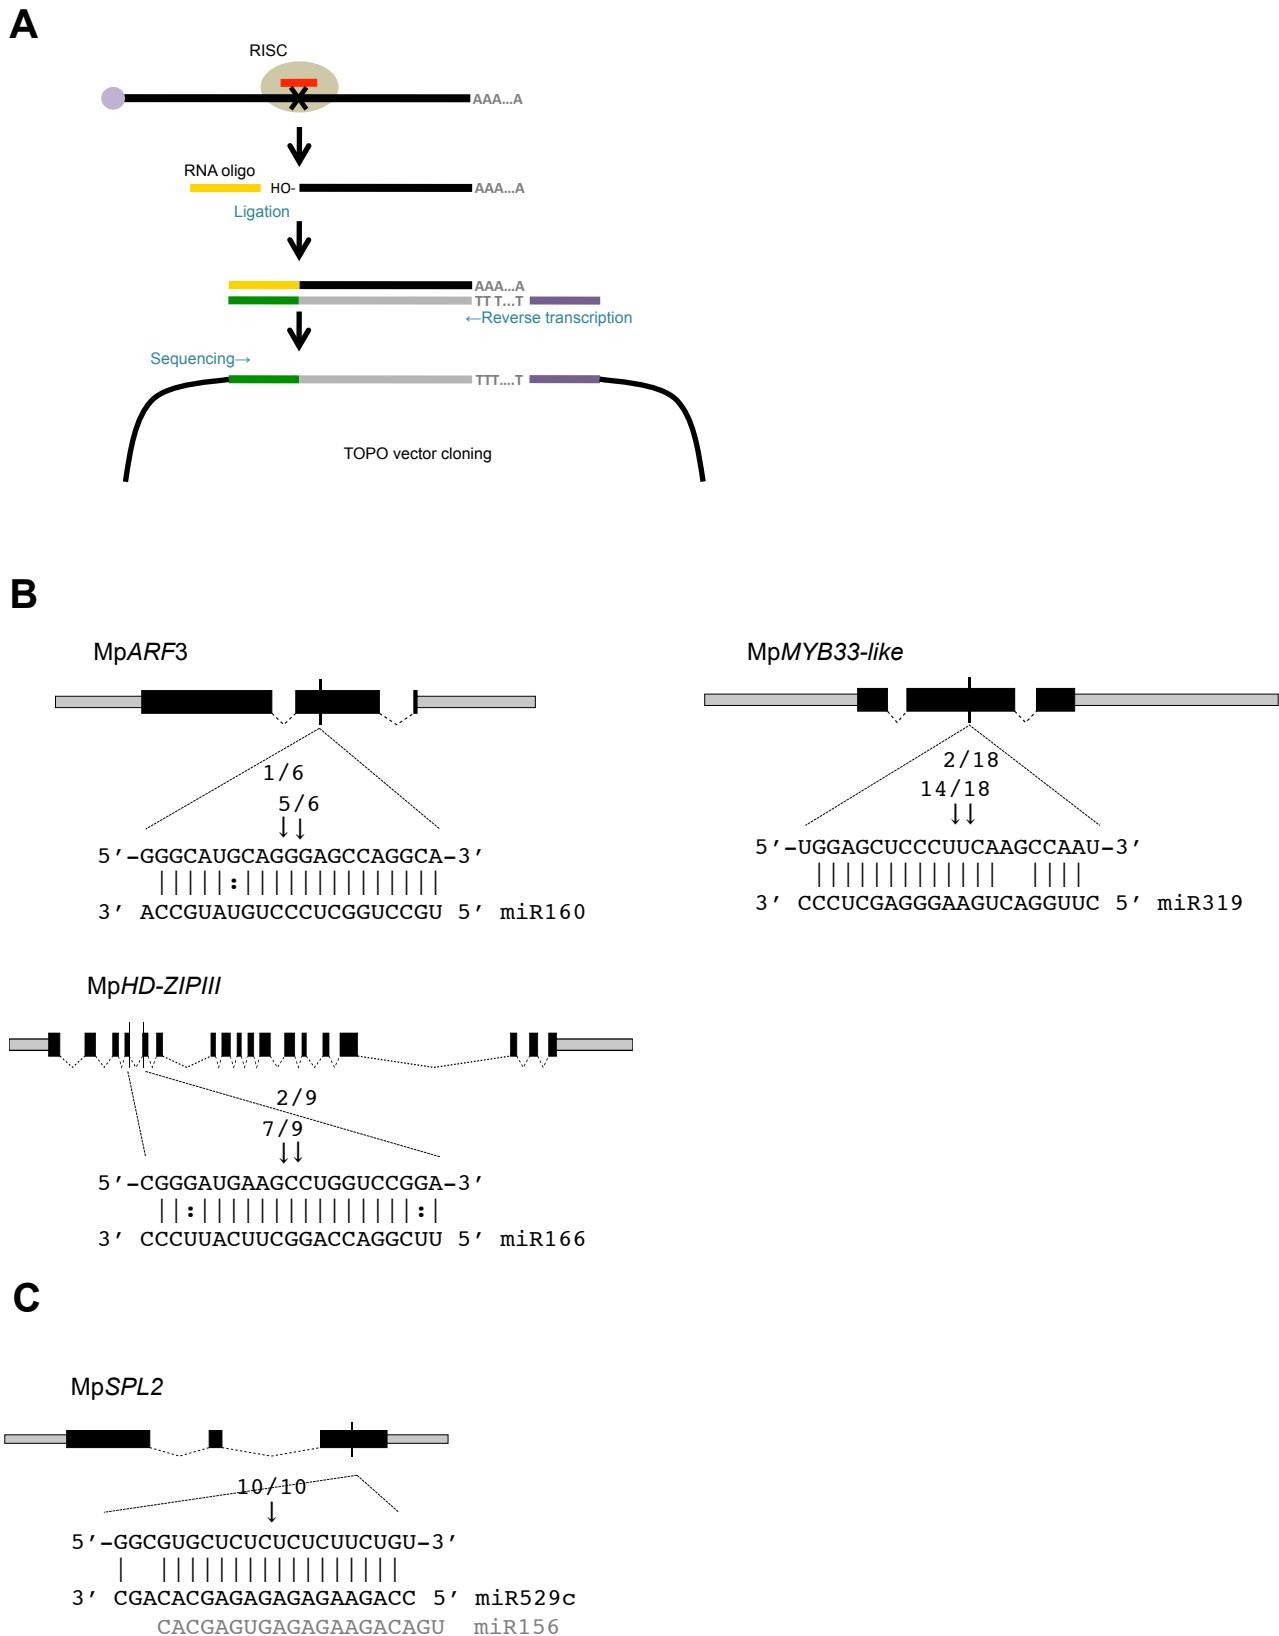 A
RISC
AAA...A
RNA oligo
HO-
AAA...A
Ligation
AAA...A
TT T...T
←Reverse transcription
Sequencing→
TTT....T
TOPO vector cloning
B
MpARF3
1/6
5/6
↓↓
5′-GGGCAUGCAGGGAGCCAGGCA-3′
|||||:||||||||||||||
3′ ACCGUAUGUCCCUCGGUCCGU 5′ miR160
MpMYB33-like
2/18
14/18
↓↓
5′-UGGAGCUCCCUUCAAGCCAAU-3′
||||||||||||| ||||
3′ CCCUCGAGGGAAGUCAGGUUC 5′ miR319
MpHD-ZIPIII
2/9
7/9
↓↓
5′-CGGGAUGAAGCCUGGUCCGGA-3′
||:|||||||||||||||:|
3′ CCCUUACUUCGGACCAGGCUU 5′ miR166
C
MpSPL2
10/10
↓
5′-GGCGUGCUCUCUCUCUUCUGU-3′
| |||||||||||||||||
3′ CGACACGAGAGAGAGAAGACC 5′ miR529c
CACGAGUGAGAGAAGACAGU miR156